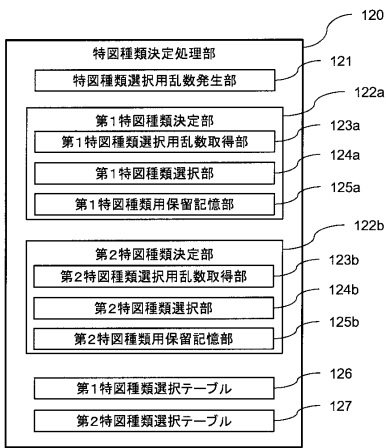 120
特図種類決定処理部
特図種類選択用乱数発生部
121
122a
第1特図種類決定部
第1特図種類選択用乱数取得部
123a
第1特図種類選択部
124a
第1特図種類用保留記憶部
125a
122b
第2特図種類決定部
第2特図種類選択用乱数取得部
123b
第2特図種類選択部
124b
第2特図種類用保留記憶部
125b
第1特図種類選択テーブル
126
第2特図種類選択テーブル
127